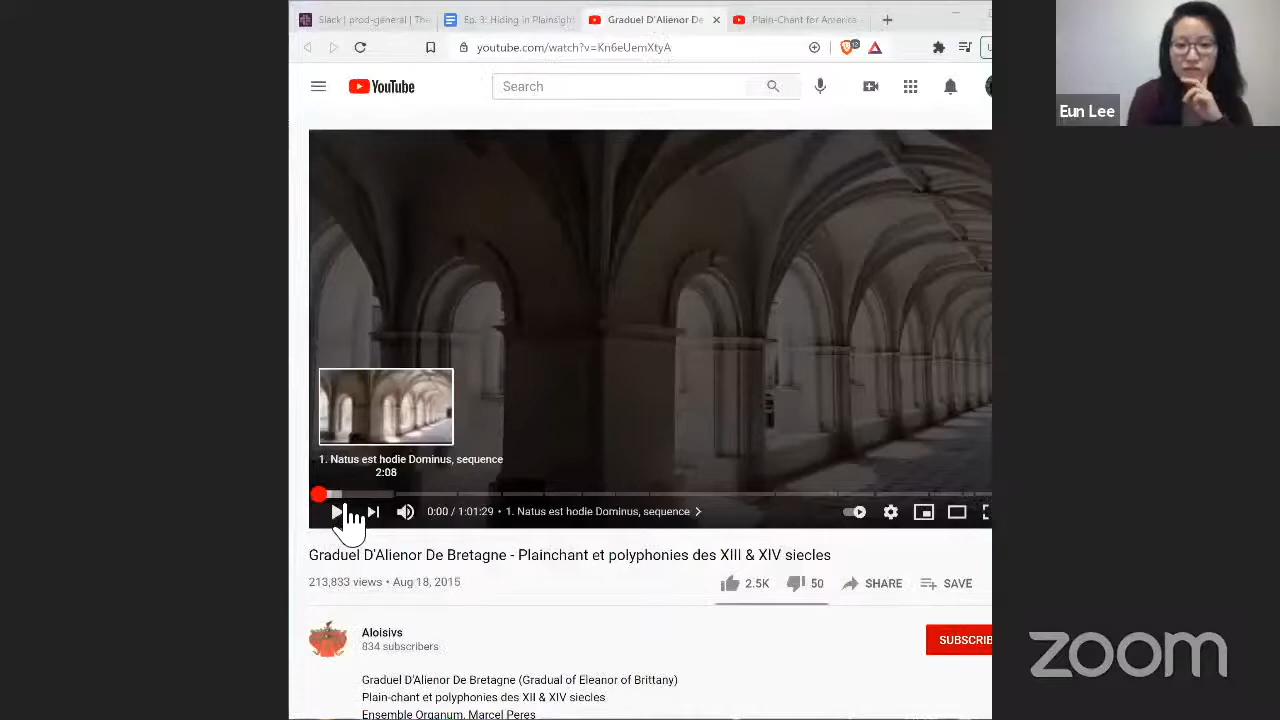 Slack | prod-general | The
Ep. 3: Hiding in Plainsight
Graduel D'Alienor De
Plain-Chant for America
youtube.com/watch?v=Kn6eUemXtyA
12
YouTube
Search
Eun Lee
1. Natus est hodie Dominus, sequence
2:08
0:00 / 1:01:29 • 1. Natus est hodie Dominus, sequence
Graduel D'Alienor De Bretagne - Plainchant et polyphonies des XIII & XIV siecles
213,833 views • Aug 18, 2015
2.5K
50
SHARE
SAVE
Aloisivs
834 subscribers
SUBSCRIB
Graduel D'Alienor De Bretagne (Gradual of Eleanor of Brittany)
Plain-chant et polyphonies des XII & XIV siecles
Ensemble Organum, Marcel Peres
zoom